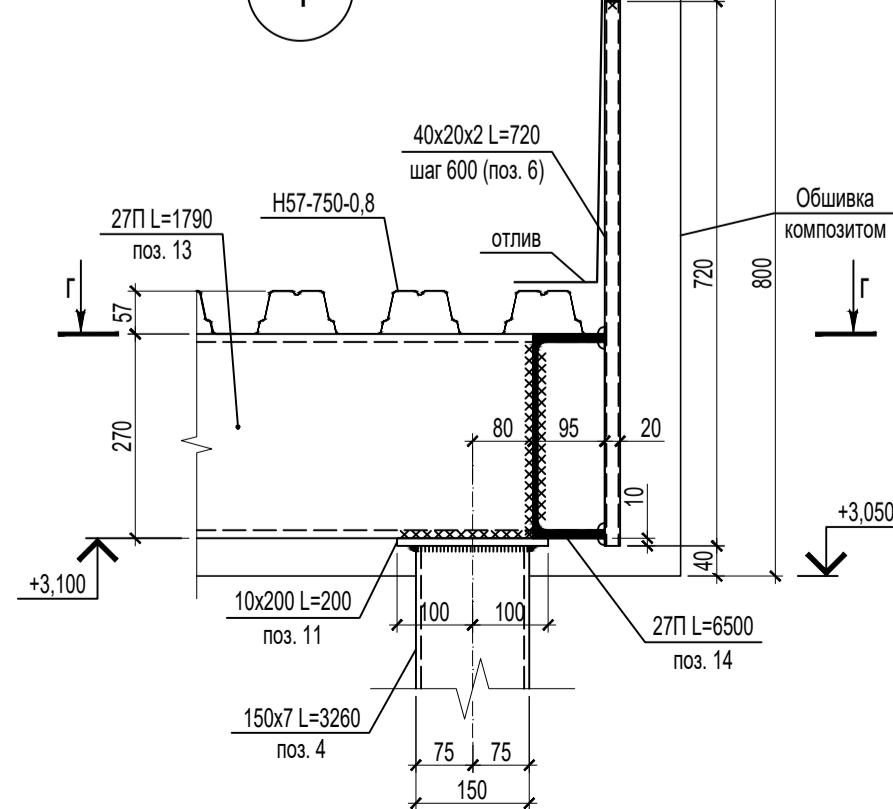 40х20х2 L=720
шаг 600 (поз. 6)
27П L=1790
поз. 13
Н57-750-0,8
отлив
Обшивка
композитом
Г
Г
57
720
800
270
80
95
20
10
+3,050
40
+3,100
10х200 L=200
поз. 11
100
100
27П L=6500
поз. 14
150х7 L=3260
поз. 4
75
75
150